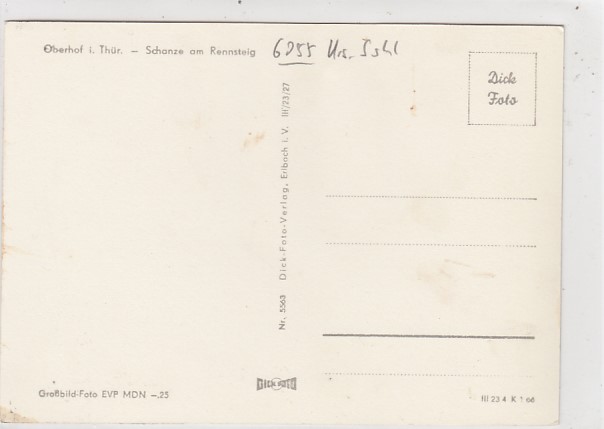 Oberhof i. Thür. – Schanze am Rennsteig
6055
Dick
Foto
Nr. 5563 Dick-Foto-Verlag, Erlbach i. V. III/23/27
Großbild-Foto EVP MDN –.25
DICK FOTO
III 23 4 K 1 66